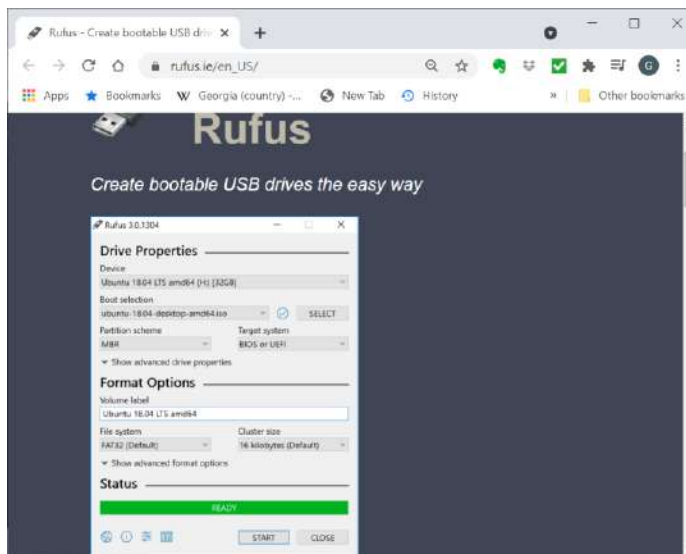 Rufus - Create bootable USB driv
rufus.ie/en_US/
G
Apps Bookmarks W Georgia (country) -... New Tab History » Other bookmarks
Rufus
Create bootable USB drives the easy way
Rufus 3.0.1304
Drive Properties
Device
Ubuntu 18.04 LTS amd64 (H:) [32GB]
Boot selection
ubuntu-18.04-desktop-amd64.iso SELECT
Partition scheme Target system
MBR BIOS or UEFI
Show advanced drive properties
Format Options
Volume label
Ubuntu 18.04 LTS amd64
File system Cluster size
FAT32 (Default) 16 kilobytes (Default)
Show advanced format options
Status
READY
START CLOSE